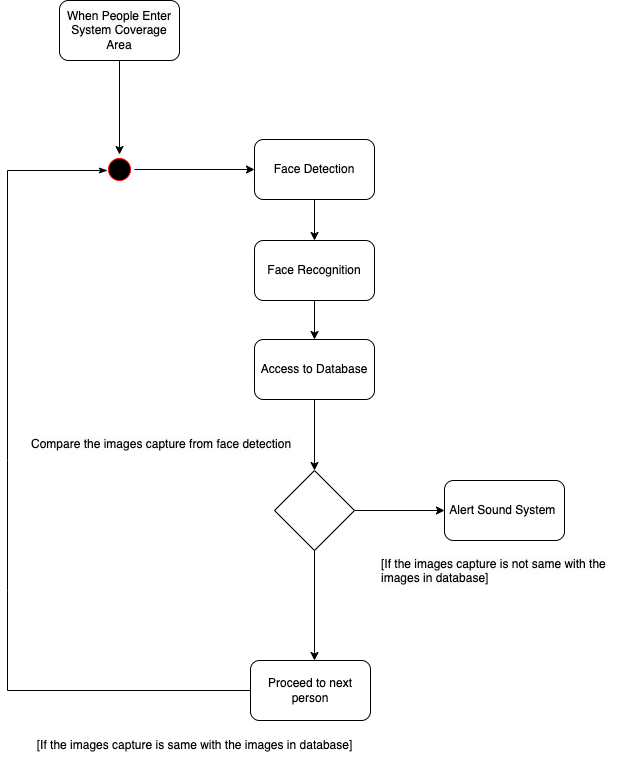 When People Enter
System Coverage
Area
Face Detection
Face Recognition
Access to Database
Compare the images capture from face detection
Alert Sound System
[If the images capture is not same with the
images in database]
Proceed to next
person
[If the images capture is same with the images in database]